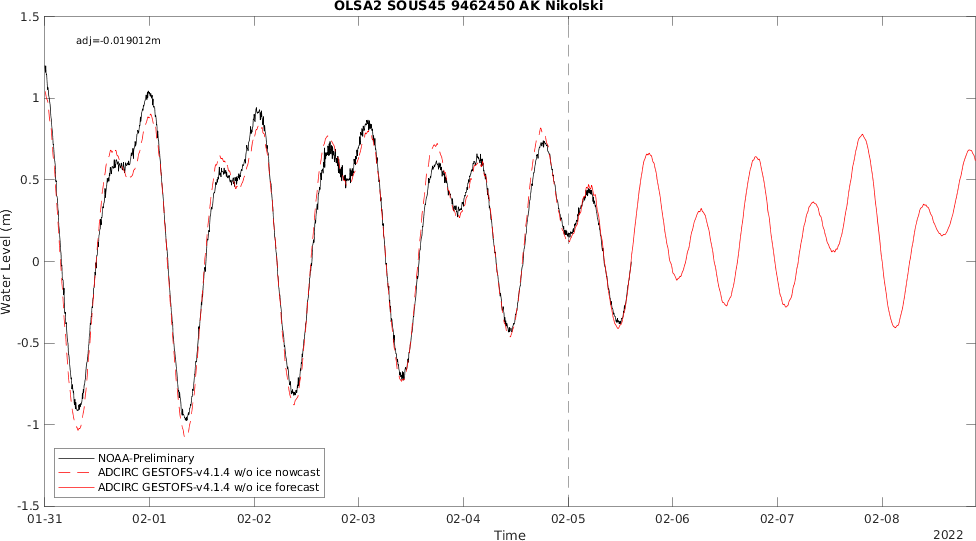 OLSA2 SOUS45 9462450 AK Nikolski
adj=-0.019012m
1.5
1
0.5
0
-0.5
-1
-1.5
Water Level (m)
NOAA-Preliminary
ADCIRC GESTOFS-v4.1.4 w/o ice nowcast
ADCIRC GESTOFS-v4.1.4 w/o ice forecast
01-31 02-01 02-02 02-03 02-04 02-05 02-06 02-07 02-08
Time
2022